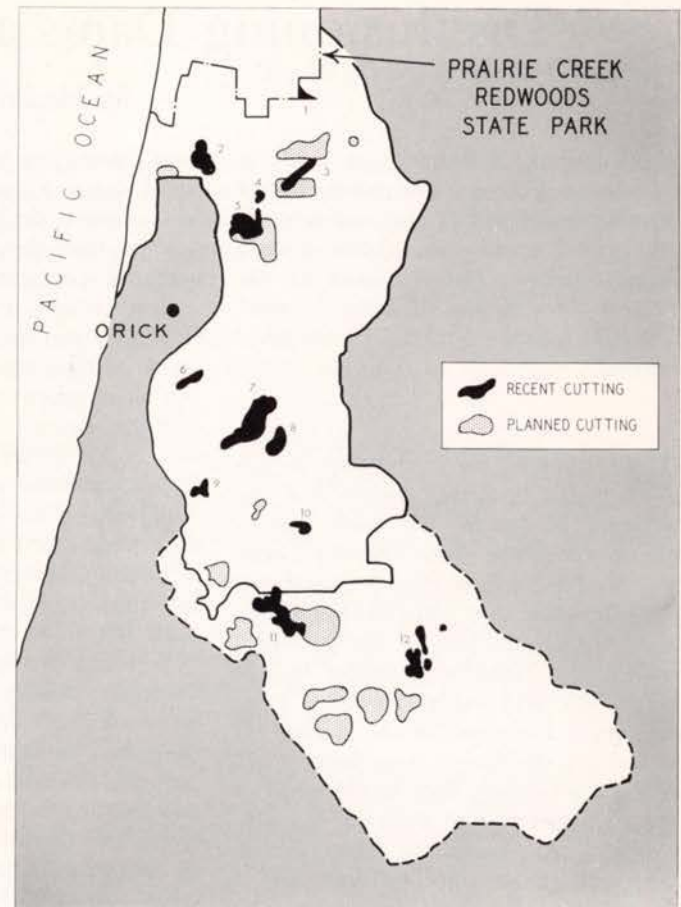 PRAIRIE CREEK
REDWOODS
STATE PARK
PACIFIC OCEAN
1
2
3
4
5
ORICK
6
7
8
RECENT CUTTING
PLANNED CUTTING
9
10
11
12